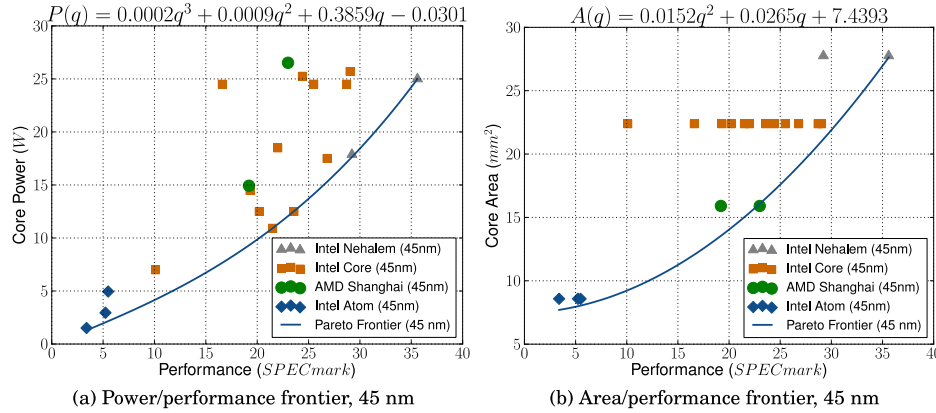 P(q) = 0.0002q³ + 0.0009q² + 0.3859q − 0.0301
30
25
20
15
10
5
0
Core Power (W)
0 5 10 15 20 25 30 35 40
Performance (SPECmark)
Intel Nehalem (45nm)
Intel Core (45nm)
AMD Shanghai (45nm)
Intel Atom (45nm)
Pareto Frontier (45 nm)
(a) Power/performance frontier, 45 nm
A(q) = 0.0152q² + 0.0265q + 7.4393
30
25
20
15
10
5
Core Area (mm²)
0 5 10 15 20 25 30 35 40
Performance (SPECmark)
Intel Nehalem (45nm)
Intel Core (45nm)
AMD Shanghai (45nm)
Intel Atom (45nm)
Pareto Frontier (45 nm)
(b) Area/performance frontier, 45 nm